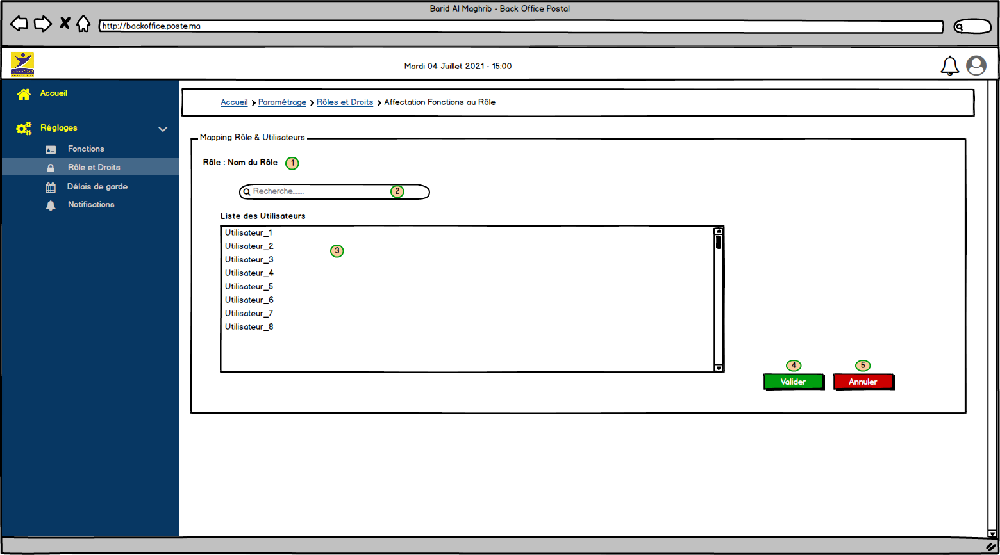 Barid Al Maghrib - Back Office Postal
http://backoffice.poste.ma
Mardi 04 Juillet 2021 - 15:00
Accueil
Réglages
Fonctions
Rôle et Droits
Délais de garde
Notifications
Accueil Paramétrage Rôles et Droits Affectation Fonctions au Rôle
Mapping Rôle & Utilisateurs
Rôle : Nom du Rôle 1
Recherche....... 2
Liste des Utilisateurs
Utilisateur_1
Utilisateur_2
3
Utilisateur_3
Utilisateur_4
Utilisateur_5
Utilisateur_6
Utilisateur_7
Utilisateur_8
4 5
Valider Annuler